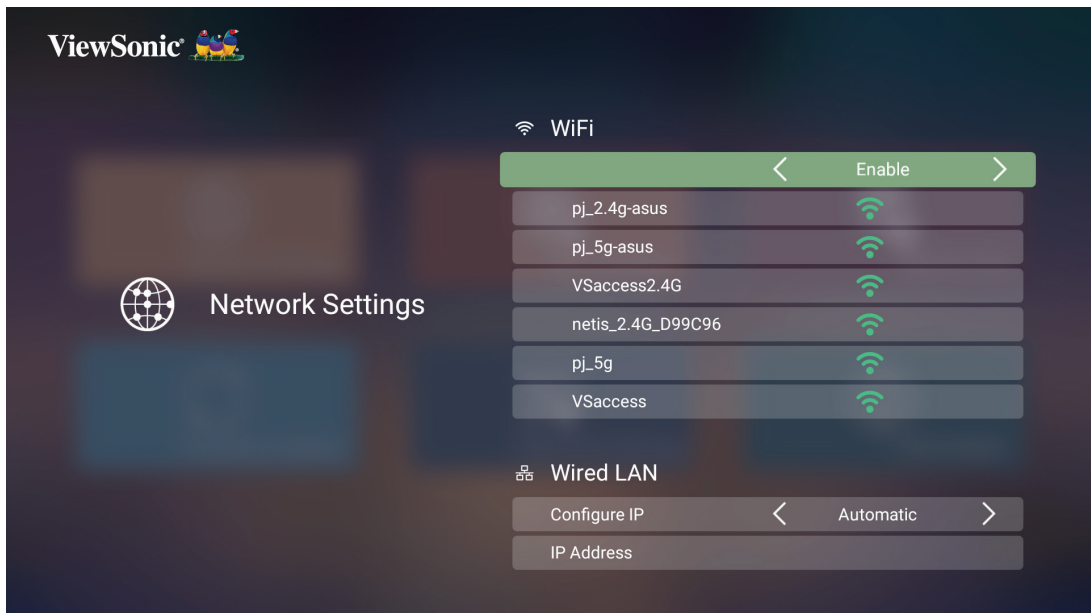 ViewSonic®
WiFi
Enable
pj_2.4g-asus
pj_5g-asus
VSaccess2.4G
Network Settings
netis_2.4G_D99C96
pj_5g
VSaccess
Wired LAN
Configure IP Automatic
IP Address